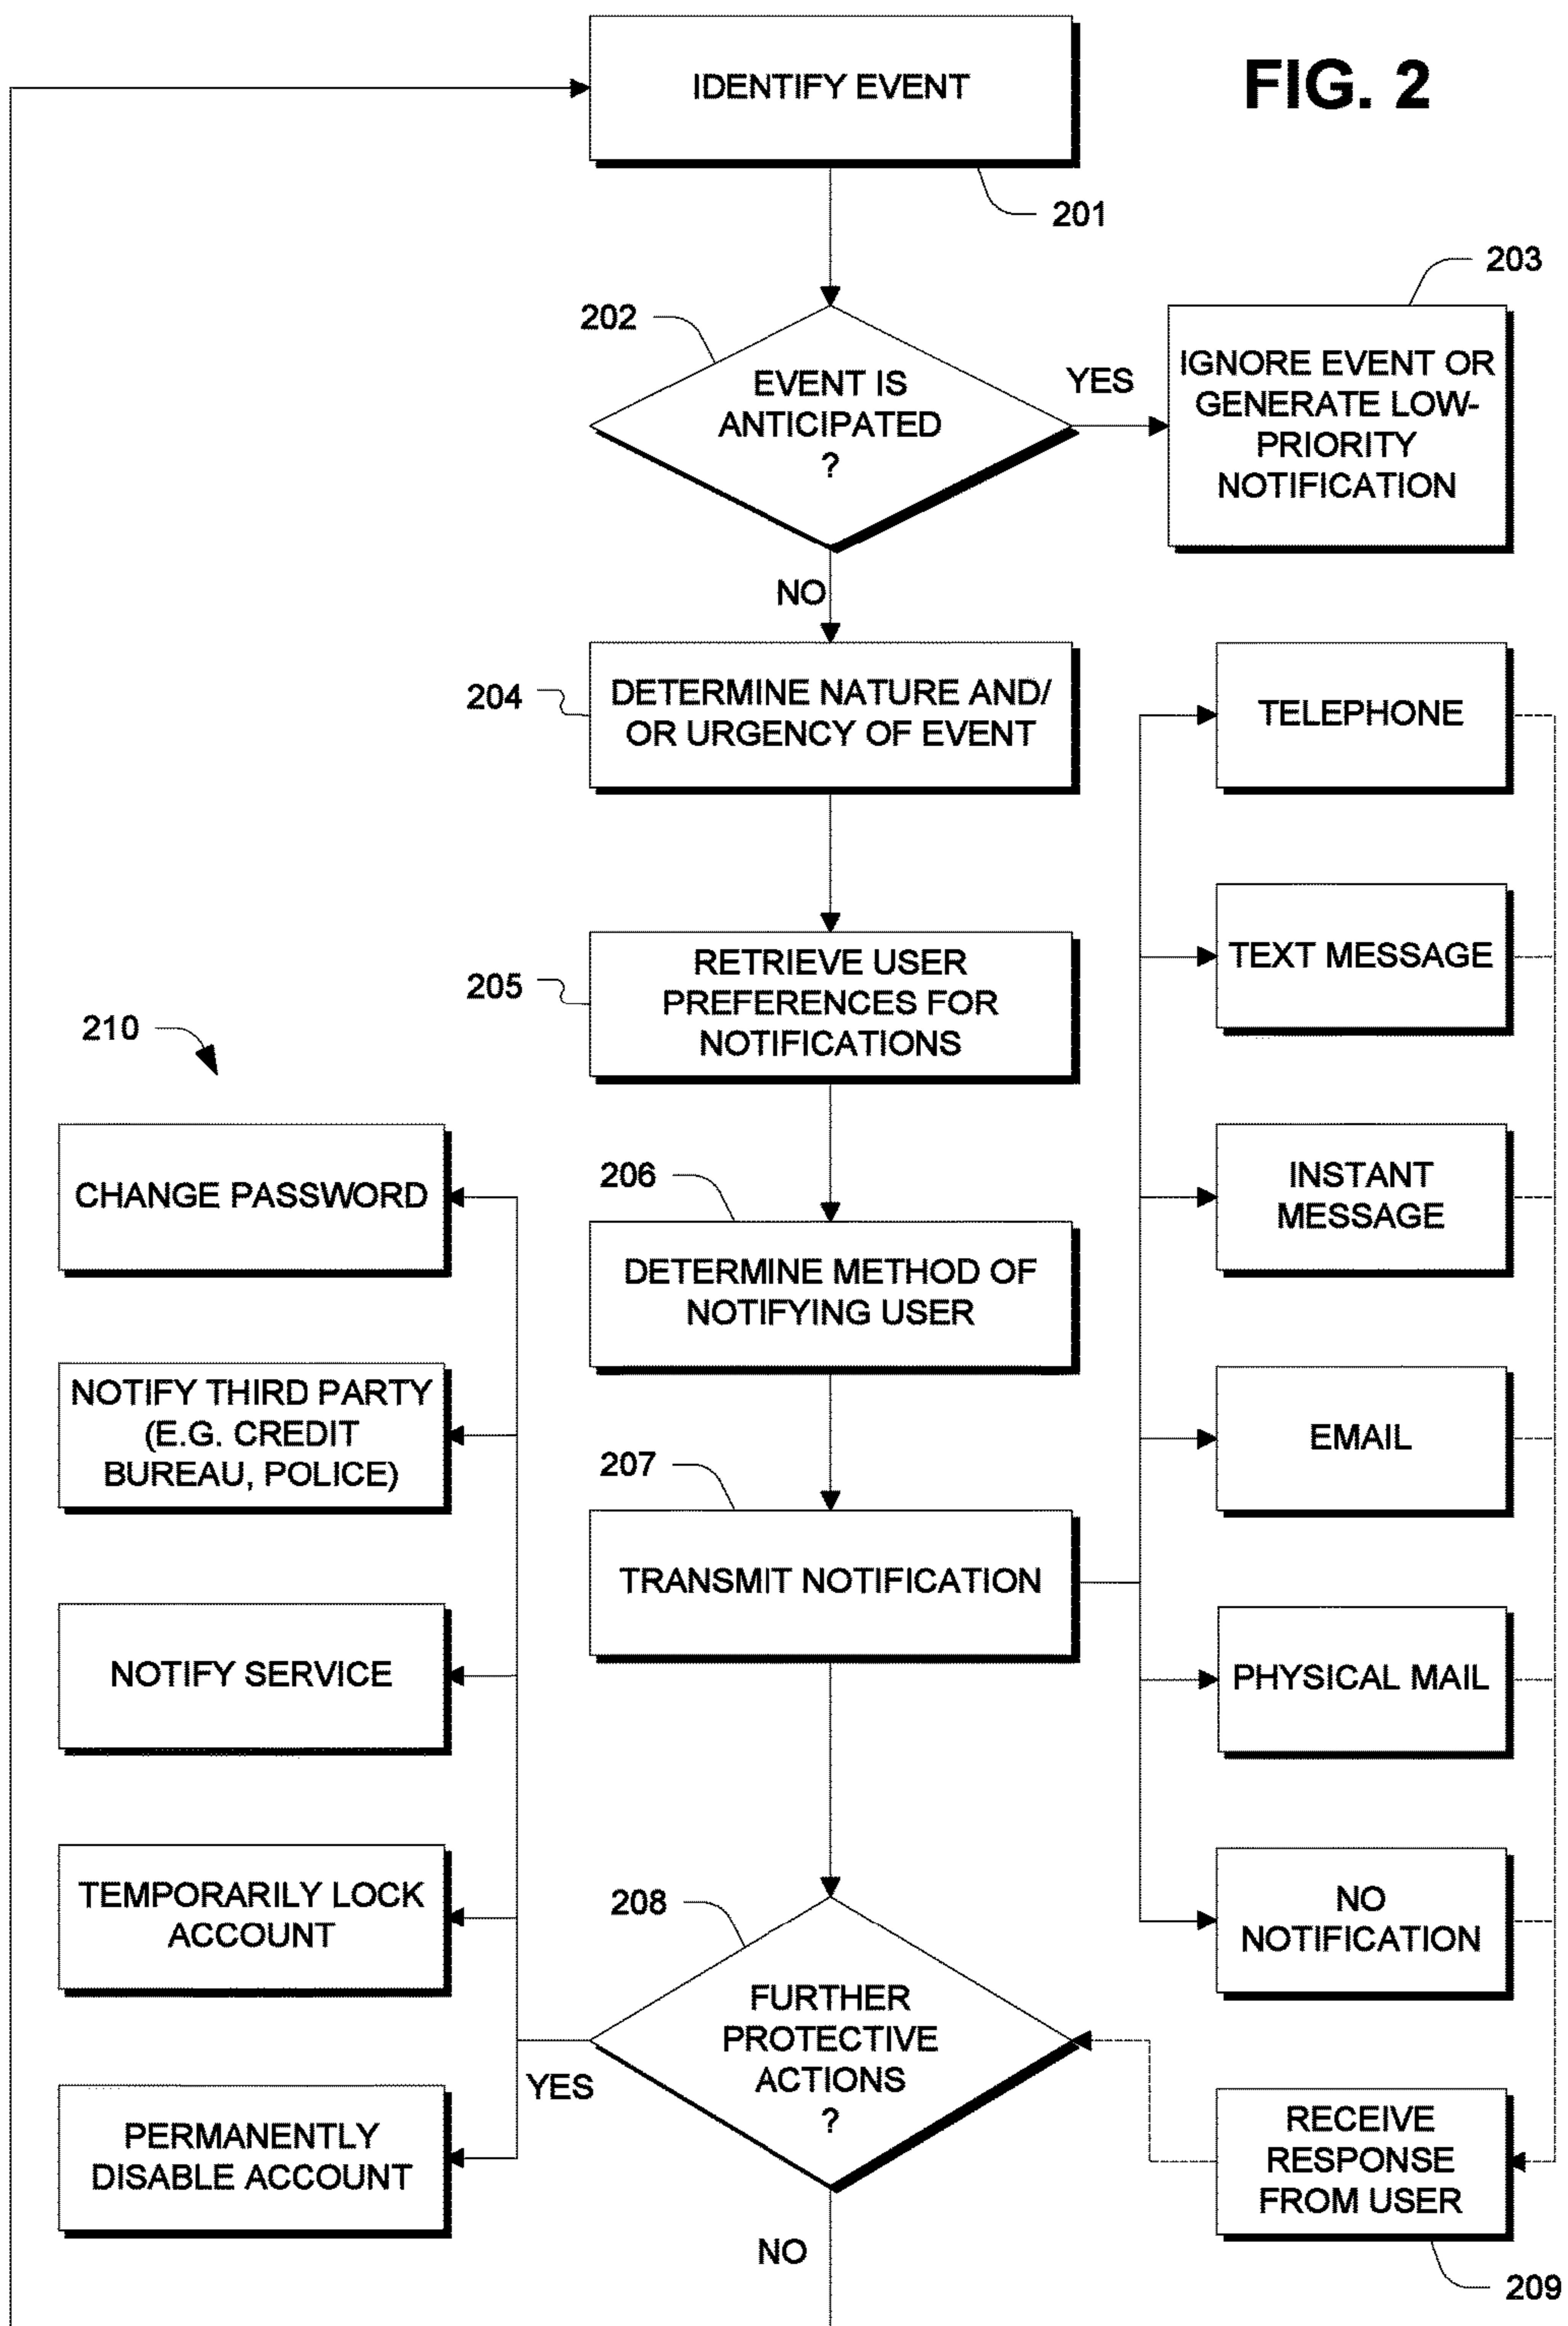 FIG. 2
IDENTIFY EVENT
201
202
EVENT IS
ANTICIPATED
?
YES
203
IGNORE EVENT OR
GENERATE LOW-
PRIORITY
NOTIFICATION
NO
204
DETERMINE NATURE AND/
OR URGENCY OF EVENT
205
RETRIEVE USER
PREFERENCES FOR
NOTIFICATIONS
206
DETERMINE METHOD OF
NOTIFYING USER
207
TRANSMIT NOTIFICATION
TELEPHONE
TEXT MESSAGE
INSTANT
MESSAGE
EMAIL
PHYSICAL MAIL
NO
NOTIFICATION
RECEIVE
RESPONSE
FROM USER
209
208
FURTHER
PROTECTIVE
ACTIONS
?
YES
NO
210
CHANGE PASSWORD
NOTIFY THIRD PARTY
(E.G. CREDIT
BUREAU, POLICE)
NOTIFY SERVICE
TEMPORARILY LOCK
ACCOUNT
PERMANENTLY
DISABLE ACCOUNT